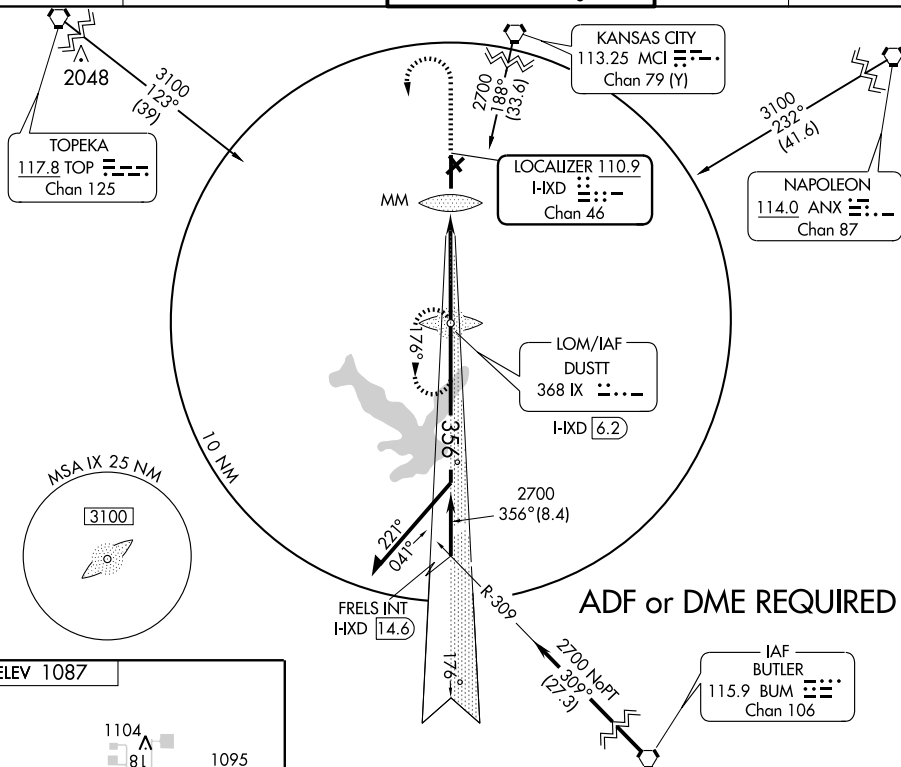 2048
3100
123°
(39)
TOPEKA
117.8 TOP
Chan 125
2700
188°
(33.6)
KANSAS CITY
113.25 MCI
Chan 79 (Y)
3100
232°
(41.6)
NAPOLEON
114.0 ANX
Chan 87
LOCALIZER 110.9
I-IXD
Chan 46
MM
176°
LOM/IAF
DUSTT
368 IX
I-IXD 6.2
356°
10 NM
MSA IX 25 NM
3100
2700
356°(8.4)
221°
041°
FRELS INT
I-IXD 14.6
R-309
ADF or DME REQUIRED
2700 NoPT
309°
(27.3)
176°
IAF
BUTLER
115.9 BUM
Chan 106
ELEV 1087
1104
18L
1095